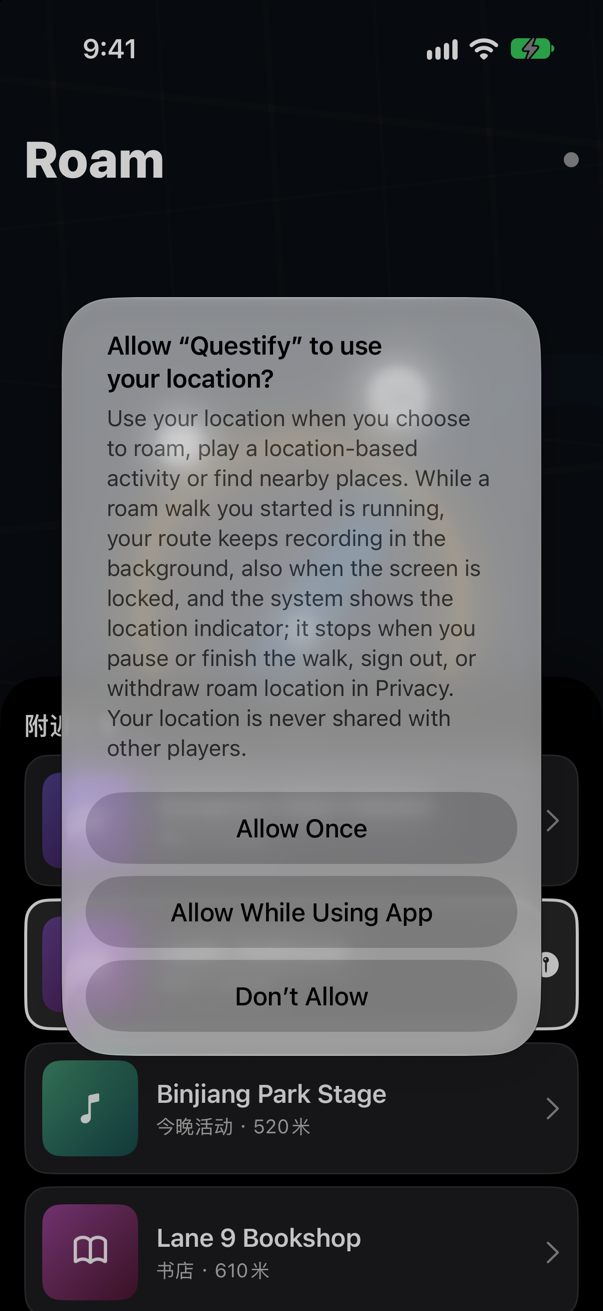 9:41
Roam
Allow “Questify” to use
your location?
Use your location when you choose
to roam, play a location-based
activity or find nearby places. While a
roam walk you started is running,
your route keeps recording in the
background, also when the screen is
locked, and the system shows the
location indicator; it stops when you
pause or finish the walk, sign out, or
withdraw roam location in Privacy.
Your location is never shared with
other players.
附近
Allow Once
Allow While Using App
Don’t Allow
Binjiang Park Stage
今晚活动 · 520米
Lane 9 Bookshop
书店 · 610米